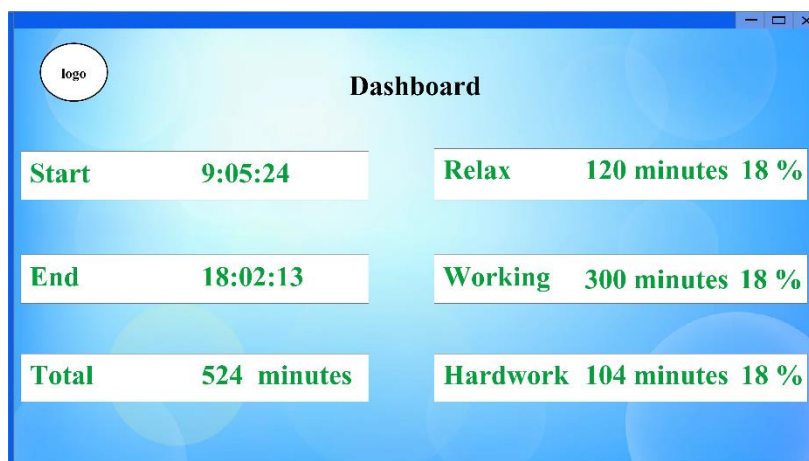 logo
Dashboard
Start 9:05:24
Relax 120 minutes 18 %
End 18:02:13
Working 300 minutes 18 %
Total 524 minutes
Hardwork 104 minutes 18 %